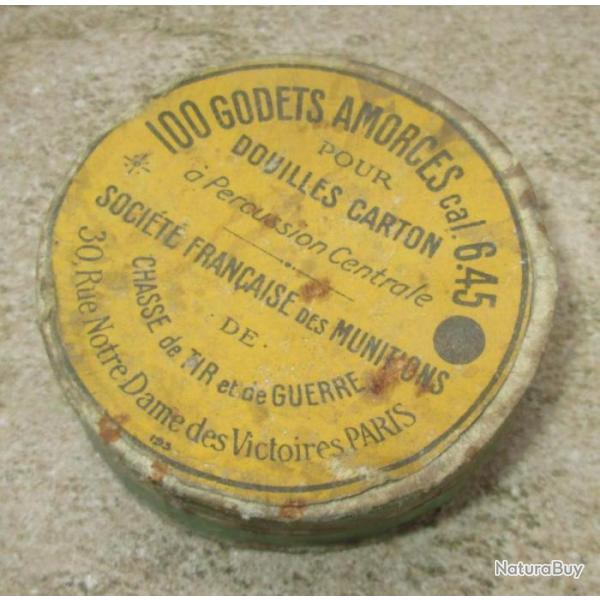 100 GODETS AMORCES cal. 6.45
POUR
DOUILLES CARTON
à Percussion Centrale
SOCIÉTÉ FRANÇAISE DES MUNITIONS
DE
CHASSE de TIR et de GUERRE
30, Rue Notre-Dame des Victoires PARIS
193
NaturaBuy